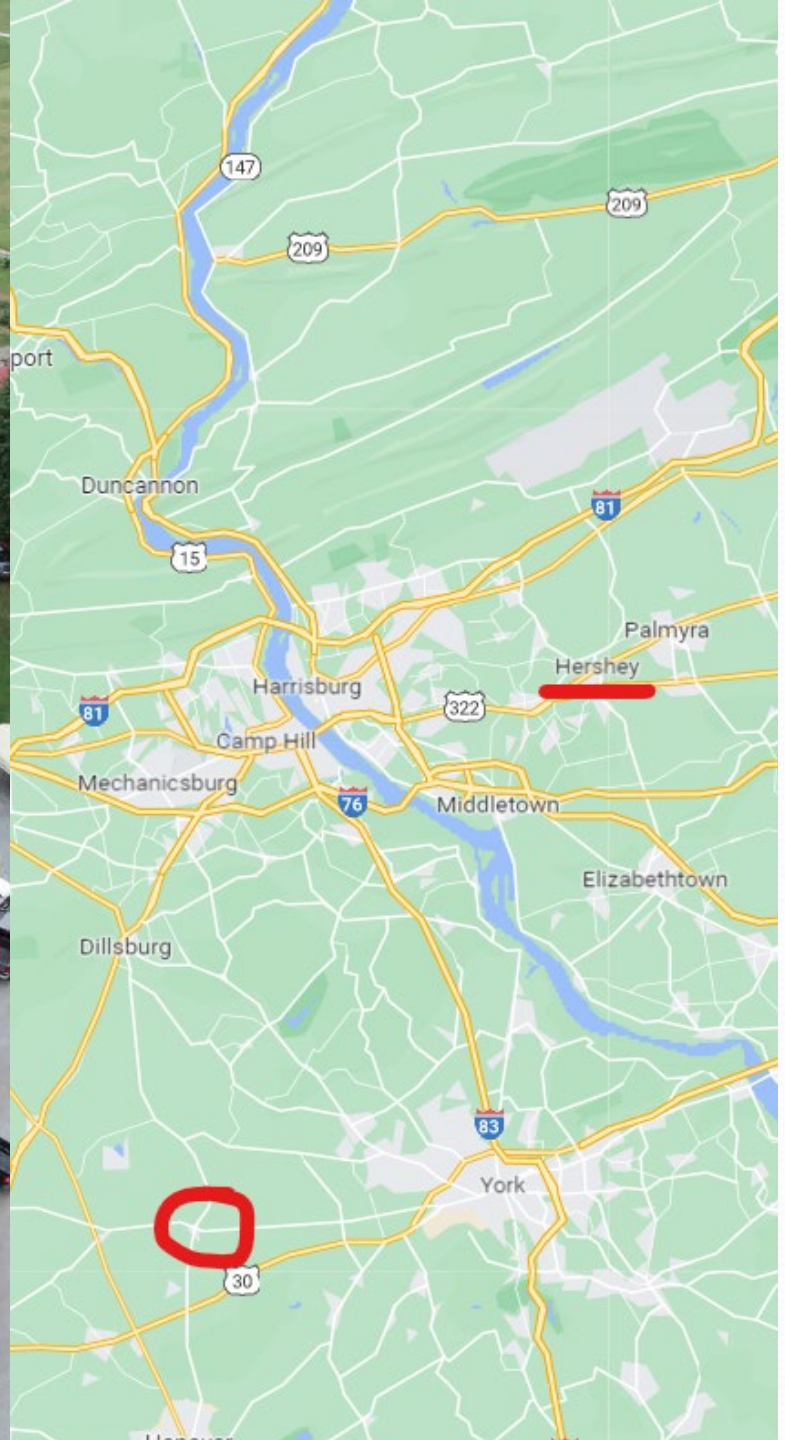 147
209
209
port
Duncannon
81
15
Palmyra
Hershey
Harrisburg
322
81
Camp Hill
Mechanicsburg
76
Middletown
Elizabethtown
Dillsburg
83
York
30